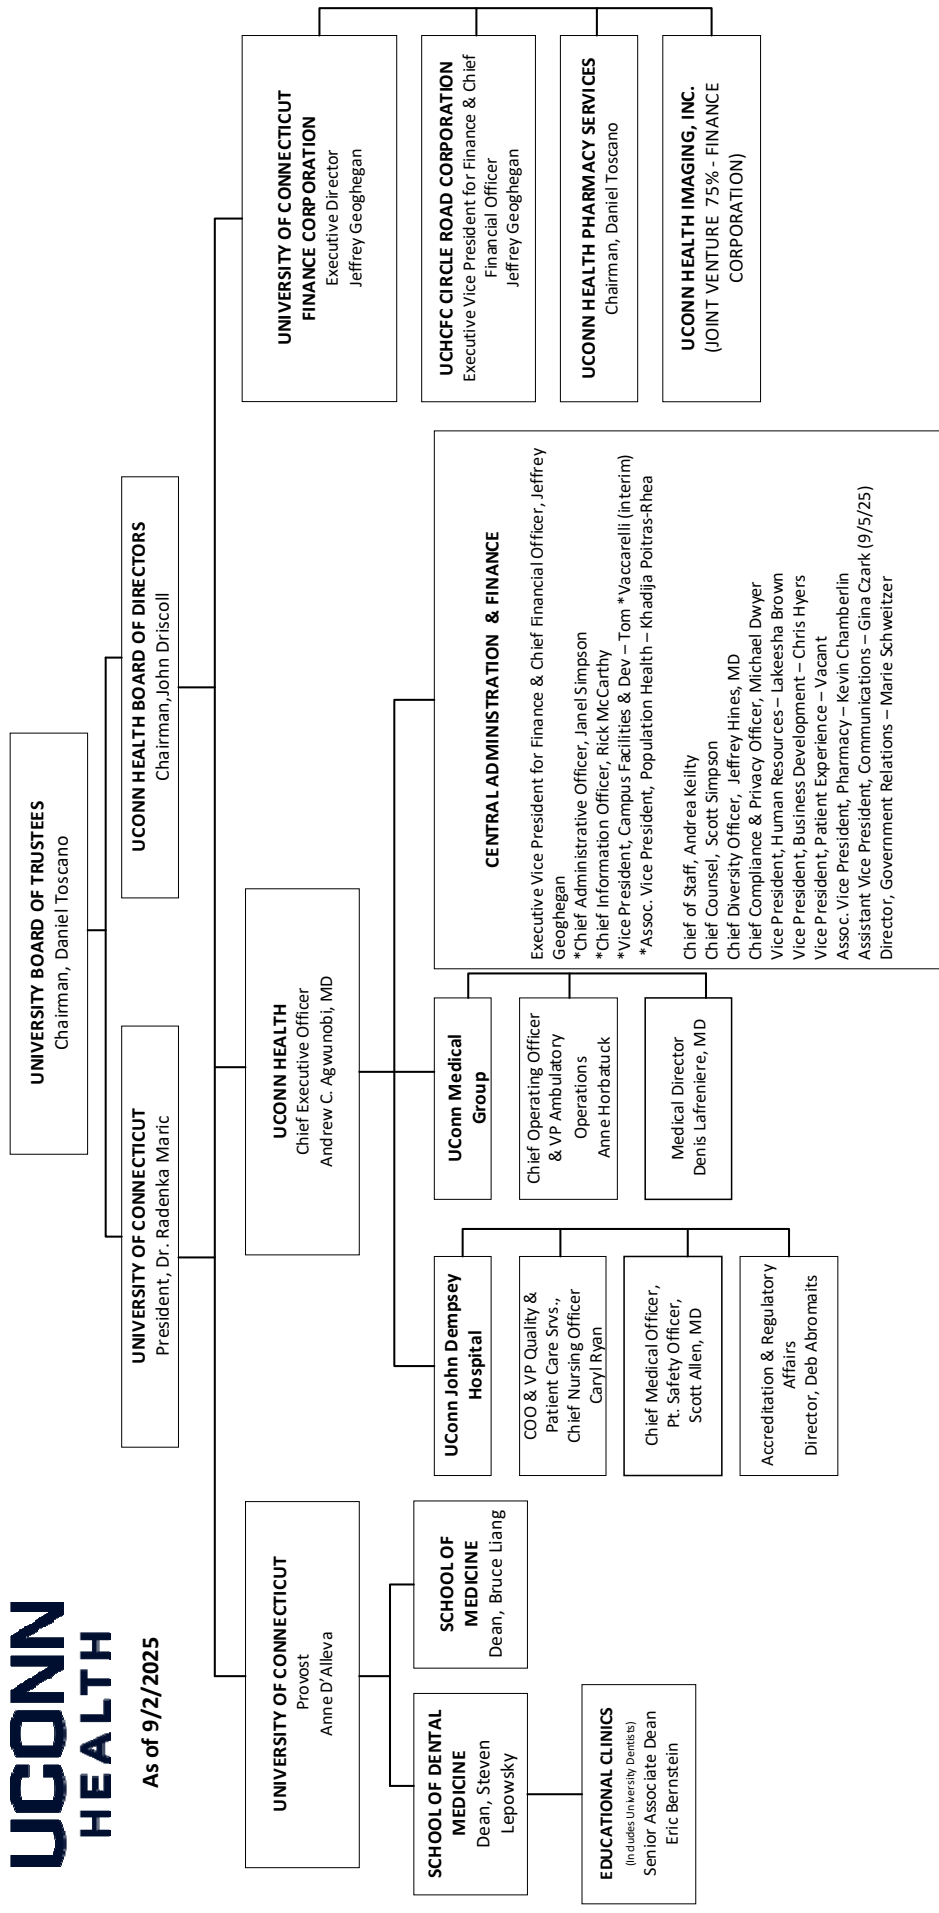 UCONN
HEALTH
As of 9/2/2025
UNIVERSITY BOARD OF TRUSTEES
Chairman, Daniel Toscano
UNIVERSITY OF CONNECTICUT
President, Dr. Radenka Maric
UCONN HEALTH BOARD OF DIRECTORS
Chairman,John Driscoll
UNIVERSITY OF CONNECTICUT
Provost
Anne D'Alleva
SCHOOL OF DENTAL
MEDICINE
Dean, Steven
Lepowsky
SCHOOL OF
MEDICINE
Dean, Bruce Liang
EDUCATIONAL CLINICS
(Includes University Dentists)
Senior Associate Dean
Eric Bernstein
UCONN HEALTH
Chief Executive Officer
Andrew C. Agwunobi, MD
UConn John Dempsey
Hospital
COO & VP Quality &
Patient Care Srvs.,
Chief Nursing Officer
Caryl Ryan
Chief Medical Officer,
Pt. Safety Officer,
Scott Allen, MD
Accreditation & Regulatory
Affairs
Director, Deb Abromaits
UConn Medical
Group
Chief Operating Officer
& VP Ambulatory
Operations
Anne Horbatuck
Medical Director
Denis Lafreniere, MD
CENTRAL ADMINISTRATION & FINANCE
Executive Vice President for Finance & Chief Financial Officer, Jeffrey
Geoghegan
*Chief Administrative Officer, Janel Simpson
*Chief Information Officer, Rick McCarthy
*Vice President, Campus Facilities & Dev – Tom *Vaccarelli (interim)
*Assoc. Vice President, Population Health – Khadija Poitras-Rhea
Chief of Staff, Andrea Keilty
Chief Counsel, Scott Simpson
Chief Diversity Officer, Jeffrey Hines, MD
Chief Compliance & Privacy Officer, Michael Dwyer
Vice President, Human Resources – Lakeesha Brown
Vice President, Business Development – Chris Hyers
Vice President, Patient Experience – Vacant
Assoc. Vice President, Pharmacy – Kevin Chamberlin
Assistant Vice President, Communications – Gina Czark (9/5/25)
Director, Government Relations – Marie Schweitzer
UNIVERSITY OF CONNECTICUT
FINANCE CORPORATION
Executive Director
Jeffrey Geoghegan
UCHCFC CIRCLE ROAD CORPORATION
Executive Vice President for Finance & Chief
Financial Officer
Jeffrey Geoghegan
UCONN HEALTH PHARMACY SERVICES
Chairman, Daniel Toscano
UCONN HEALTH IMAGING, INC.
(JOINT VENTURE 75% - FINANCE
CORPORATION)